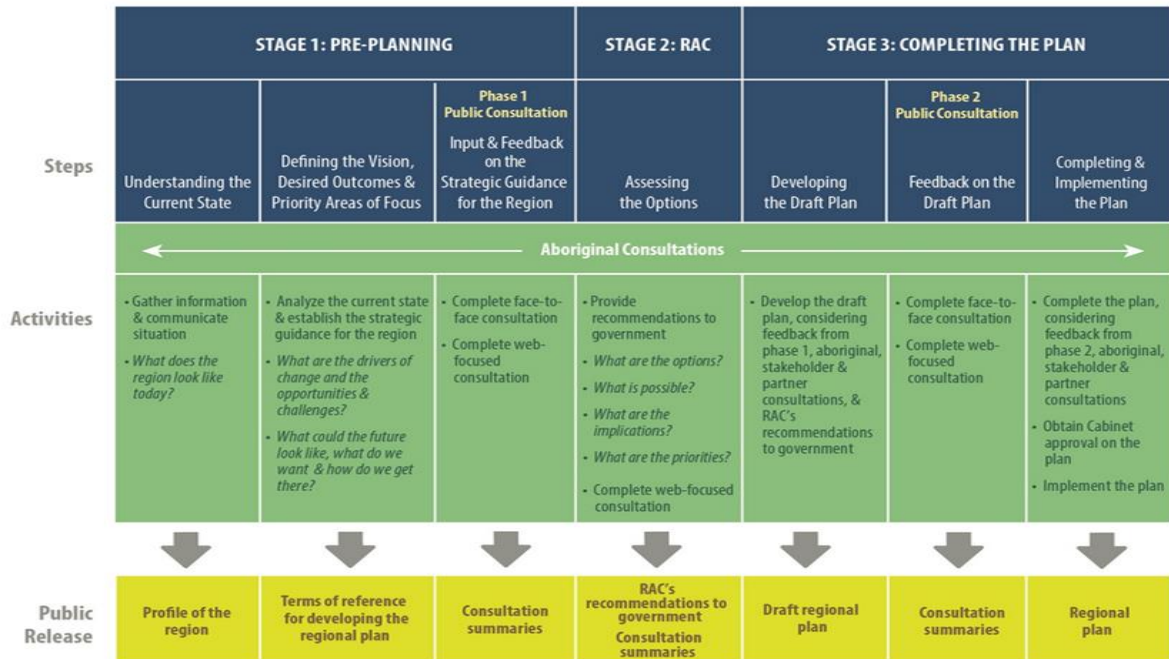 STAGE 1: PRE-PLANNING
STAGE 2: RAC
STAGE 3: COMPLETING THE PLAN
Steps
Understanding the
Current State
Defining the Vision,
Desired Outcomes &
Priority Areas of Focus
Phase 1
Public Consultation
Input & Feedback
on the
Strategic Guidance
for the Region
Assessing
the Options
Developing
the Draft Plan
Phase 2
Public Consultation
Feedback on the
Draft Plan
Completing &
Implementing
the Plan
Aboriginal Consultations
Activities
• Gather information
& communicate
situation
• What does the
region look like
today?
• Analyze the current state
& establish the strategic
guidance for the region
• What are the drivers of
change and the
opportunities &
challenges?
• What could the future
look like, what do we
want & how do we get
there?
• Complete face-to-
face consultation
• Complete web-
focused
consultation
• Provide
recommendations to
government
• What are the options?
• What is possible?
• What are the
implications?
• What are the priorities?
• Complete web-focused
consultation
• Develop the draft
plan, considering
feedback from
phase 1, aboriginal,
stakeholder &
partner
consultations, &
RAC's
recommendations
to government
• Complete face-to-
face consultation
• Complete web-
focused
consultation
• Complete the plan,
considering
feedback from
phase 2, aboriginal,
stakeholder &
partner
consultations
• Obtain Cabinet
approval on the
plan
• Implement the plan
Public
Release
Profile of the
region
Terms of reference
for developing the
regional plan
Consultation
summaries
RAC's
recommendations to
government
Consultation
summaries
Draft regional
plan
Consultation
summaries
Regional
plan